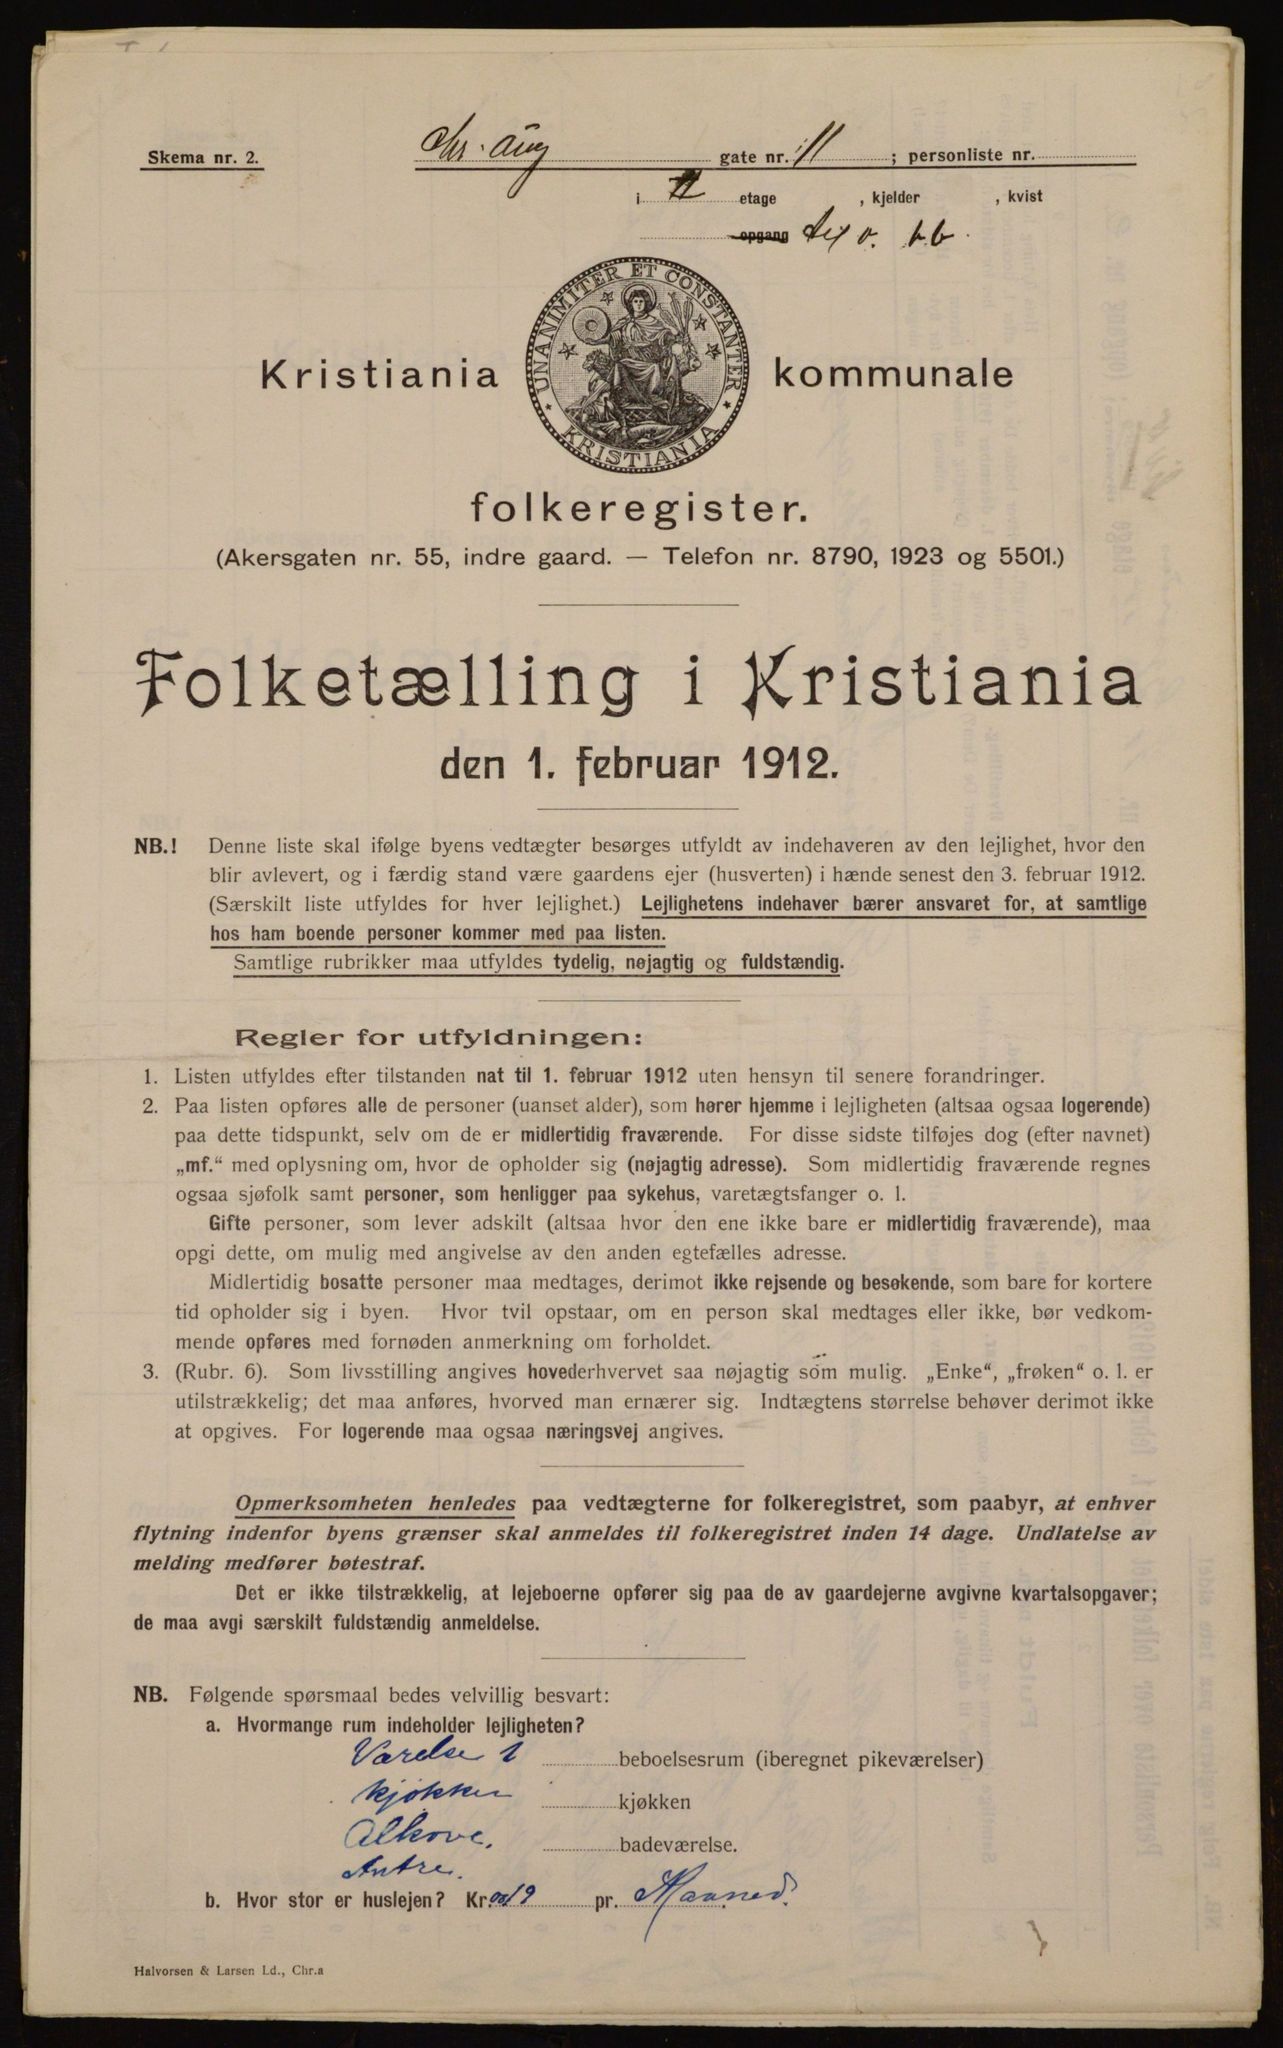 Skema nr. 2.
Chr. Aug gate nr. 11 ; personliste nr.
i II etage , kjelder , kvist
opgang
UNANIMITER ET CONSTANTER
KRISTIANIA
Kristiania kommunale
folkeregister.
(Akersgaten nr. 55, indre gaard. — Telefon nr. 8790, 1923 og 5501.)
Folketælling i Kristiania
den 1. februar 1912.
NB.! Denne liste skal ifølge byens vedtægter besørges utfyldt av indehaveren av den lejlighet, hvor den
blir avlevert, og i færdig stand være gaardens ejer (husverten) i hænde senest den 3. februar 1912.
(Særskilt liste utfyldes for hver lejlighet.) Lejlighetens indehaver bærer ansvaret for, at samtlige
hos ham boende personer kommer med paa listen.
Samtlige rubrikker maa utfyldes tydelig, nøjagtig og fuldstændig.
Regler for utfyldningen:
1. Listen utfyldes efter tilstanden nat til 1. februar 1912 uten hensyn til senere forandringer.
2. Paa listen opføres alle de personer (uanset alder), som hører hjemme i lejligheten (altsaa ogsaa logerende)
paa dette tidspunkt, selv om de er midlertidig fraværende. For disse sidste tilføjes dog (efter navnet)
„mf.“ med oplysning om, hvor de opholder sig (nøjagtig adresse). Som midlertidig fraværende regnes
ogsaa sjøfolk samt personer, som henligger paa sykehus, varetægtsfanger o. l.
Gifte personer, som lever adskilt (altsaa hvor den ene ikke bare er midlertidig fraværende), maa
opgi dette, om mulig med angivelse av den anden egtefælles adresse.
Midlertidig bosatte personer maa medtages, derimot ikke rejsende og besøkende, som bare for kortere
tid opholder sig i byen. Hvor tvil opstaar, om en person skal medtages eller ikke, bør vedkom-
mende opføres med fornøden anmerkning om forholdet.
3. (Rubr. 6). Som livsstilling angives hovederhvervet saa nøjagtig som mulig. „Enke“, „frøken“ o. l. er
utilstrækkelig; det maa anføres, hvorved man ernærer sig. Indtægtens størrelse behøver derimot ikke
at opgives. For logerende maa ogsaa næringsvej angives.
Opmerksomheten henledes paa vedtægterne for folkeregistret, som paabyr, at enhver
flytning indenfor byens grænser skal anmeldes til folkeregistret inden 14 dage. Undlatelse av
melding medfører bøtestraf.
Det er ikke tilstrækkelig, at lejeboerne opfører sig paa de av gaardejerne avgivne kvartalsopgaver;
de maa avgi særskilt fuldstændig anmeldelse.
NB. Følgende spørsmaal bedes velvillig besvart:
a. Hvormange rum indeholder lejligheten?
Værelse 1 beboelsesrum (iberegnet pikeværelser)
Kjøkken kjøkken
Alkove. badeværelse.
Antre.
b. Hvor stor er huslejen? Kr. 19 pr. Maaned.
Halvorsen & Larsen Ld., Chr.a